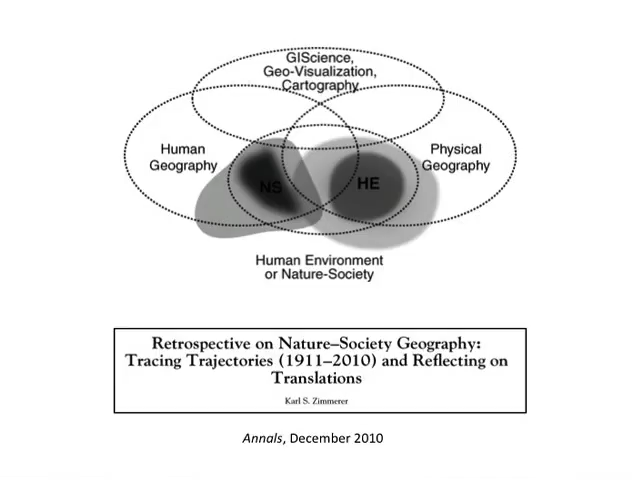 GIScience,
Geo-Visualization,
Cartography
Human
Geography
Physical
Geography
NS
HE
Human Environment
or Nature-Society
Retrospective on Nature–Society Geography:
Tracing Trajectories (1911–2010) and Reflecting on
Translations
Karl S. Zimmerer
Annals, December 2010